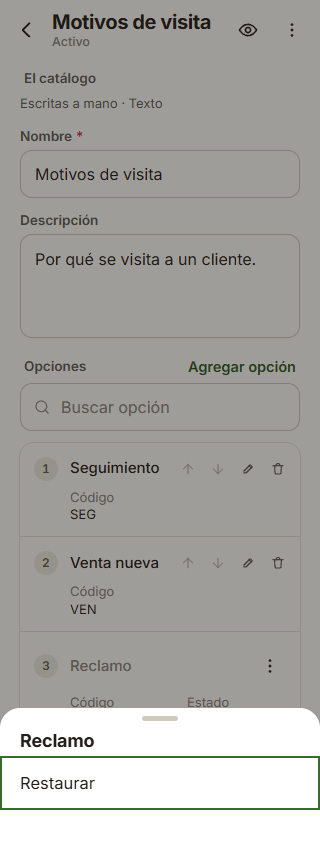 Motivos de visita
Activo
El catálogo
Escritas a mano · Texto
Nombre *
Motivos de visita
Descripción
Por qué se visita a un cliente.
Opciones
Agregar opción
Buscar opción
1
Seguimiento
Código
SEG
2
Venta nueva
Código
VEN
3
Reclamo
Código
Estado
Reclamo
Restaurar